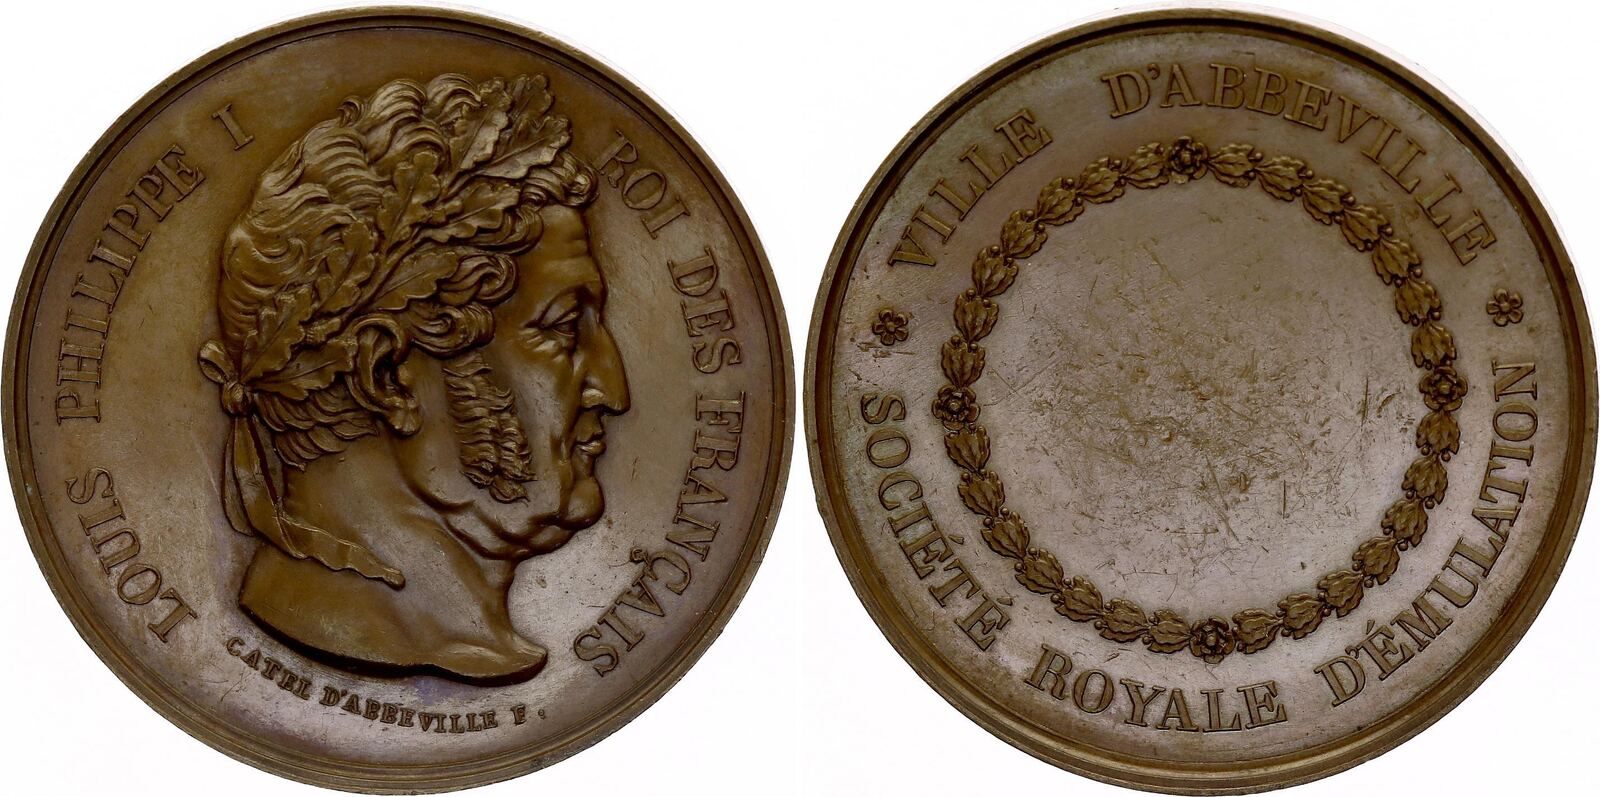 LOUIS PHILIPPE I ROI DES FRANÇAIS
CATEL D'ABBEVILLE F.
VILLE D'ABBEVILLE
SOCIÉTÉ ROYALE D'ÉMULATION